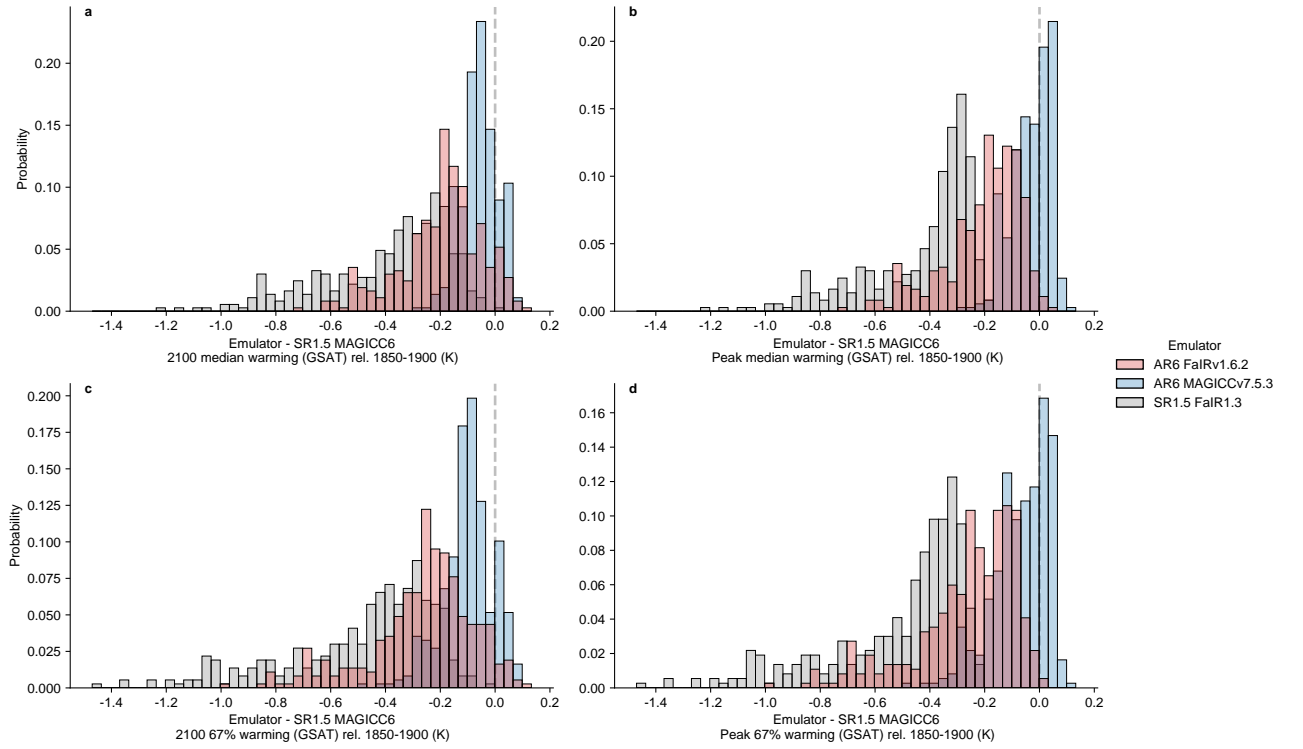 a
0.20
0.15
0.10
0.05
0.00
Probability
-1.4 -1.2 -1.0 -0.8 -0.6 -0.4 -0.2 0.0 0.2
Emulator - SR1.5 MAGICC6
2100 median warming (GSAT) rel. 1850-1900 (K)
b
0.20
0.15
0.10
0.05
0.00
-1.4 -1.2 -1.0 -0.8 -0.6 -0.4 -0.2 0.0 0.2
Emulator - SR1.5 MAGICC6
Peak median warming (GSAT) rel. 1850-1900 (K)
Emulator
AR6 FaIRv1.6.2
AR6 MAGICCv7.5.3
SR1.5 FaIR1.3
c
0.200
0.175
0.150
0.125
0.100
0.075
0.050
0.025
0.000
Probability
-1.4 -1.2 -1.0 -0.8 -0.6 -0.4 -0.2 0.0 0.2
Emulator - SR1.5 MAGICC6
2100 67% warming (GSAT) rel. 1850-1900 (K)
d
0.16
0.14
0.12
0.10
0.08
0.06
0.04
0.02
0.00
-1.4 -1.2 -1.0 -0.8 -0.6 -0.4 -0.2 0.0 0.2
Emulator - SR1.5 MAGICC6
Peak 67% warming (GSAT) rel. 1850-1900 (K)